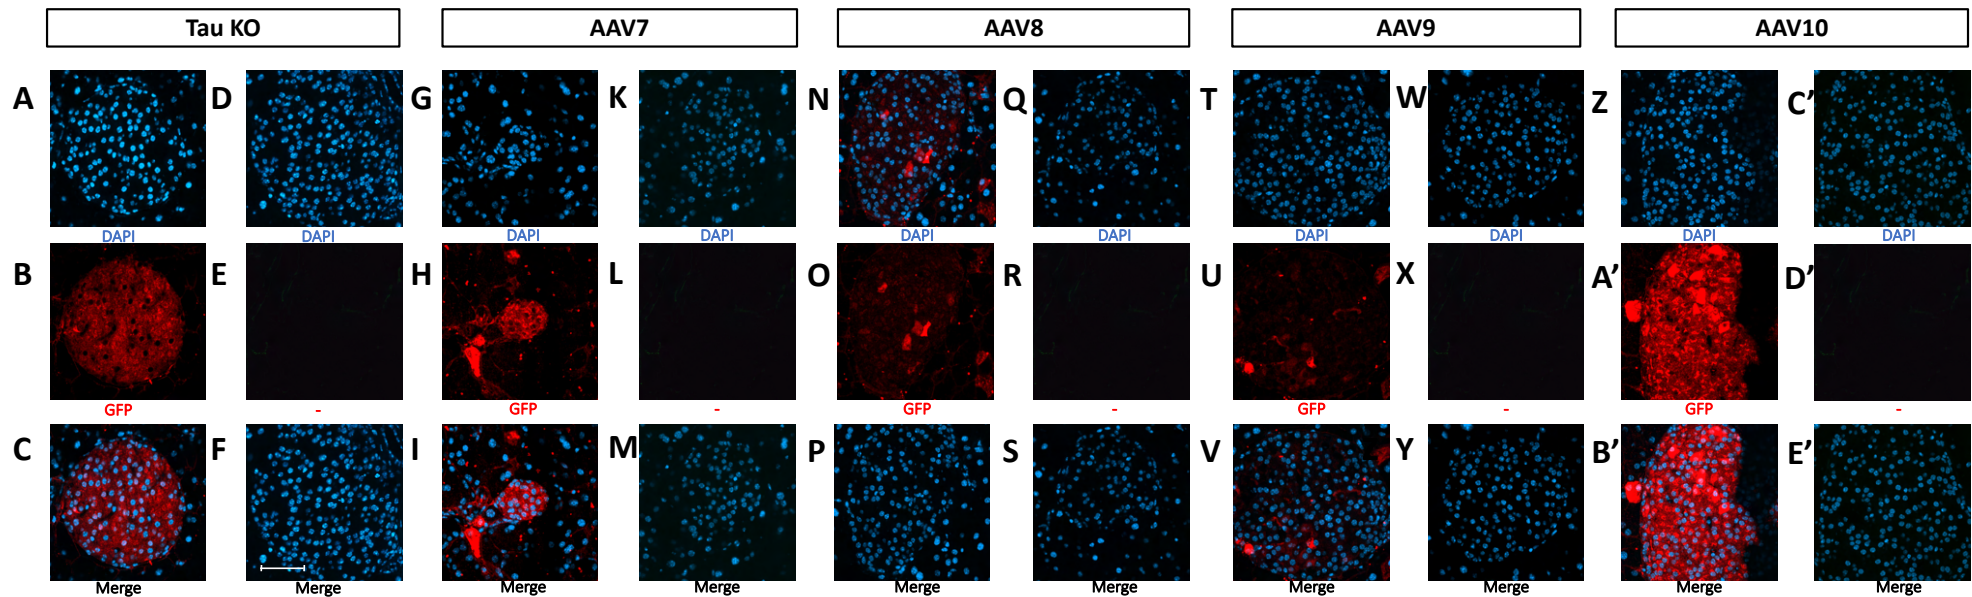 Tau KO AAV7 AAV8 AAV9 AAV10
A D G K N Q T W Z C’
DAPI DAPI DAPI DAPI DAPI DAPI DAPI DAPI DAPI DAPI
B E H L O R U X A’ D’
GFP - GFP - GFP - GFP - GFP -
C F I M P S V Y B’ E’
Merge Merge Merge Merge Merge Merge Merge Merge Merge Merge